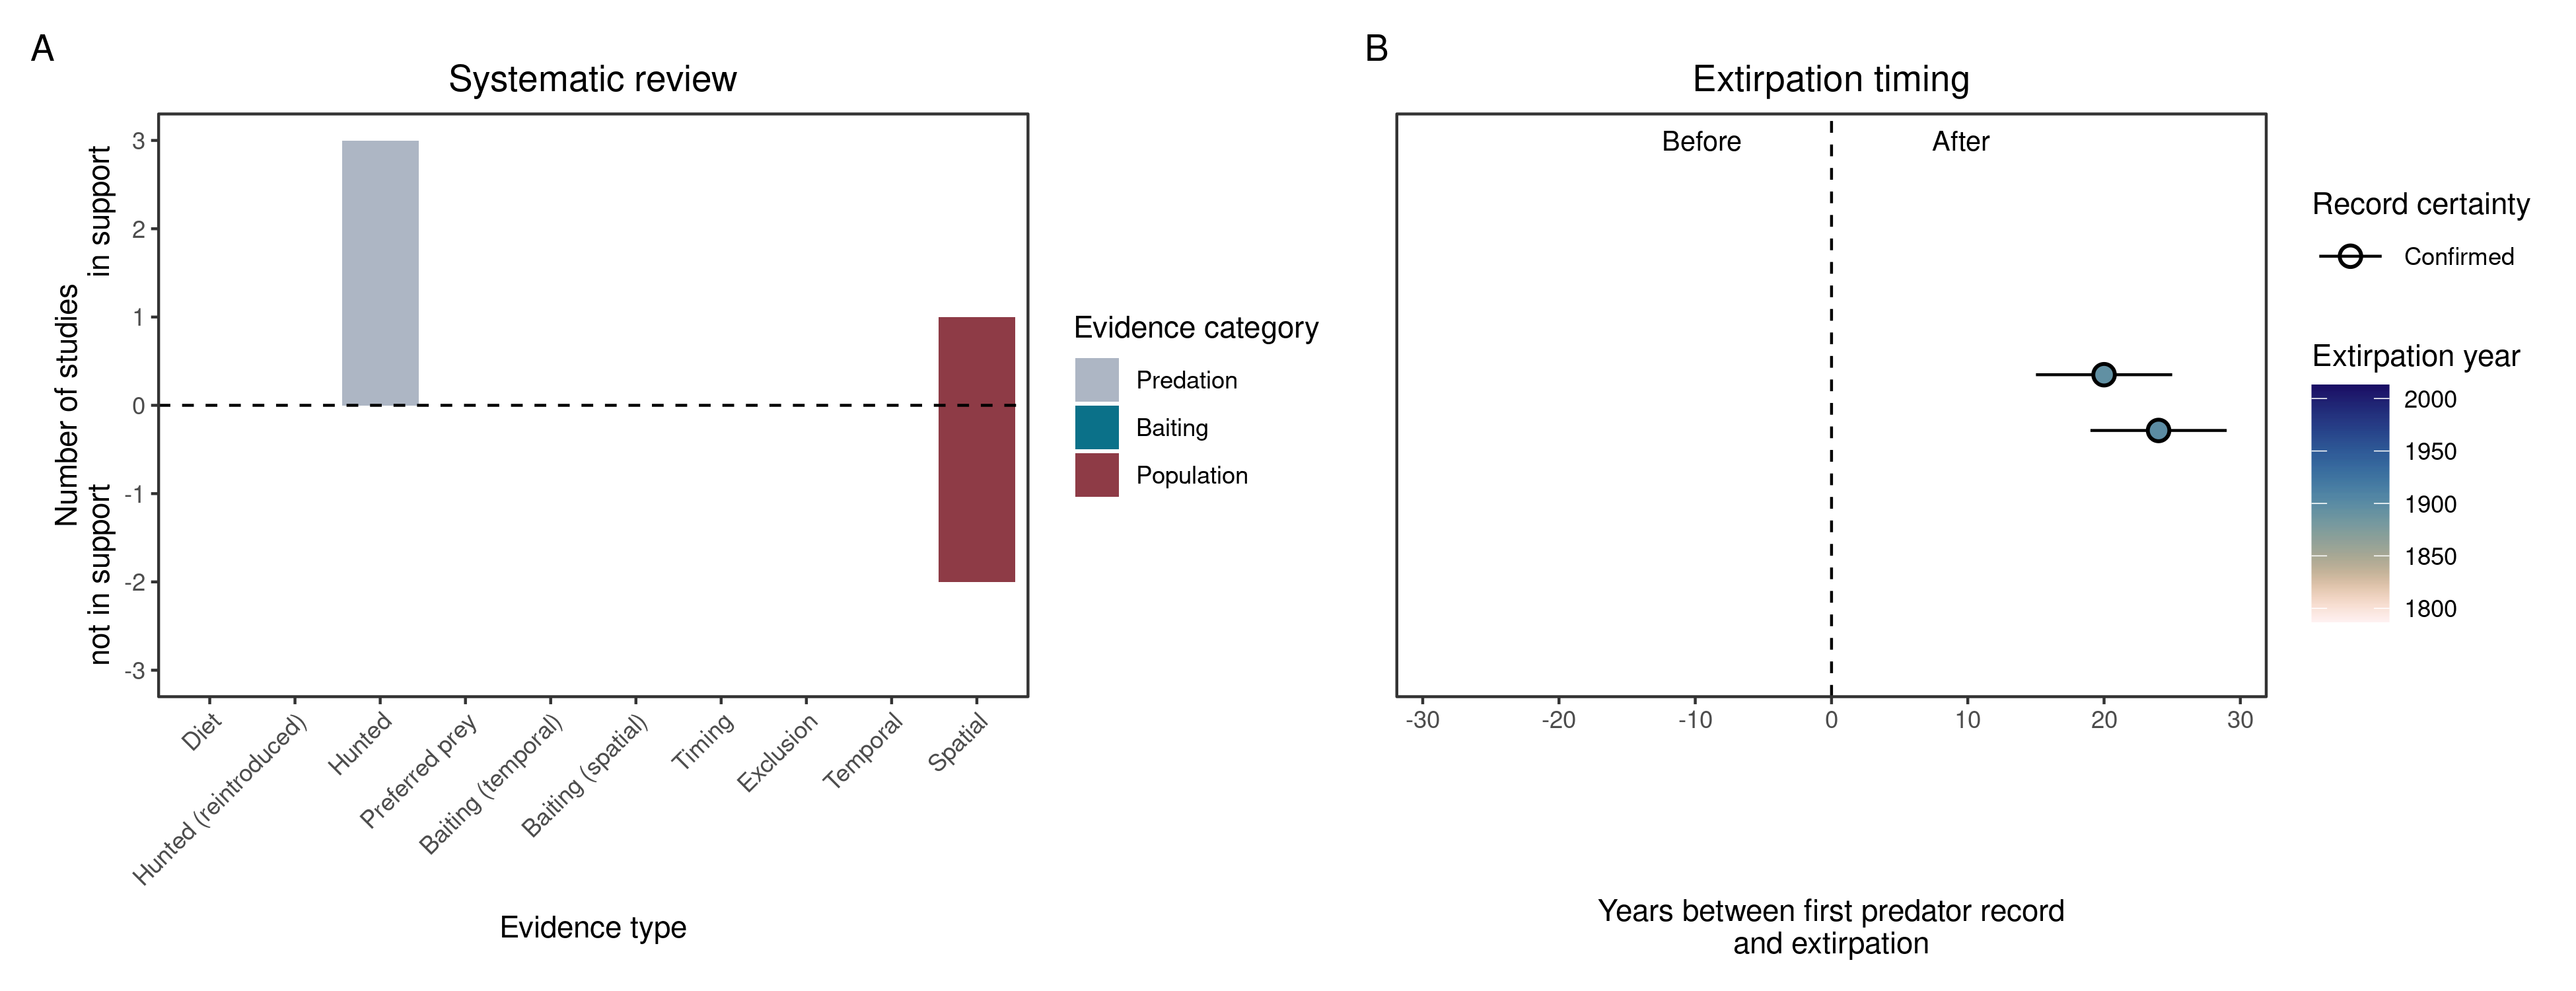 A
Systematic review
Number of studies
in support
not in support
3
2
1
0
-1
-2
-3
Diet
Hunted (reintroduced)
Hunted
Preferred prey
Baiting (temporal)
Baiting (spatial)
Timing
Exclusion
Temporal
Spatial
Evidence type
Evidence category
Predation
Baiting
Population
B
Extirpation timing
Before
After
-30
-20
-10
0
10
20
30
Years between first predator record
and extirpation
Record certainty
Confirmed
Extirpation year
2000
1950
1900
1850
1800